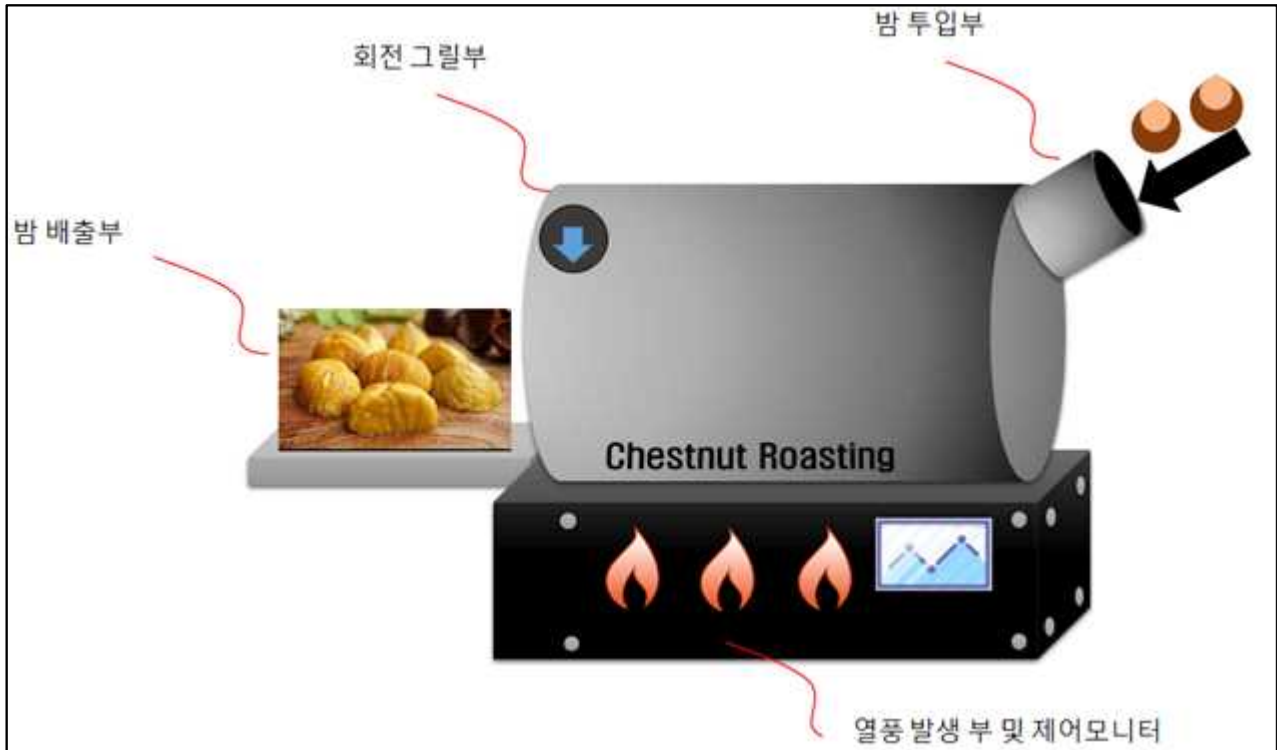 밤 투입부
회전 그릴부
밤 배출부
Chestnut Roasting
열풍 발생 부 및 제어모니터